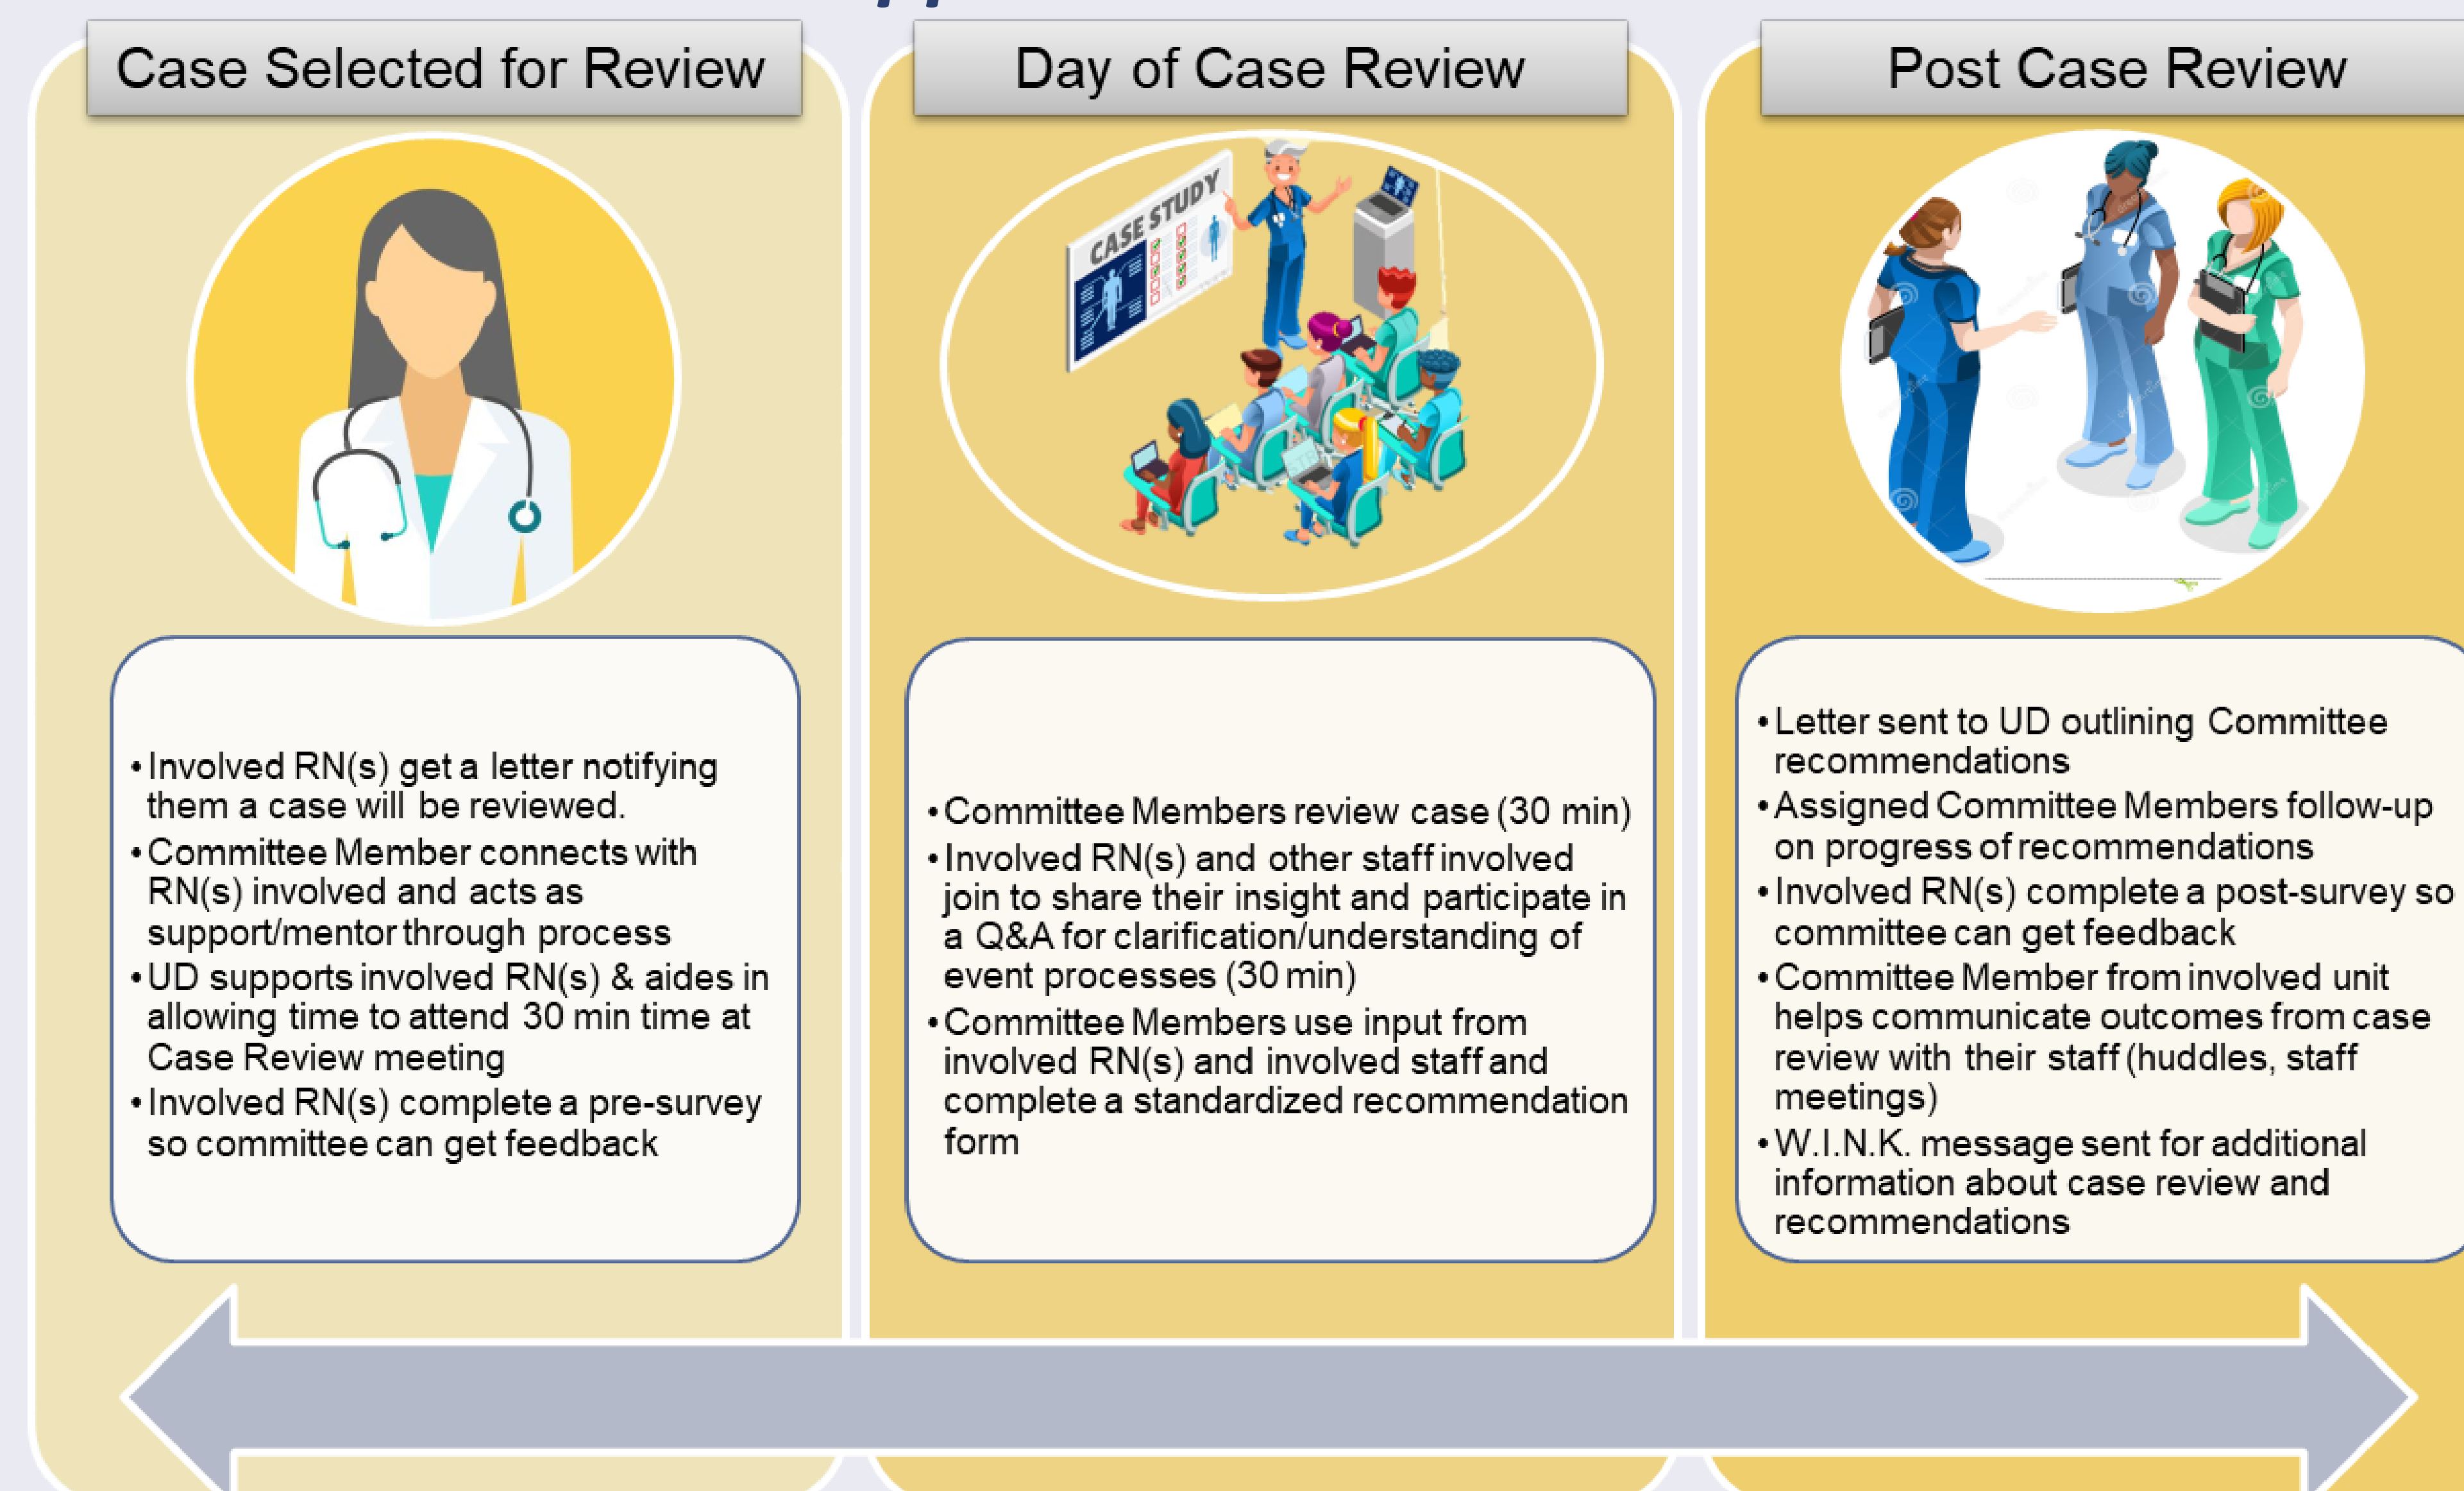 Case Selected for Review
•Involved RN(s) get a letter notifying
them a case will be reviewed.
•Committee Member connects with
RN(s) involved and acts as
support/mentor through process
•UD supports involved RN(s) & aides in
allowing time to attend 30 min time at
Case Review meeting
•Involved RN(s) complete a pre-survey
so committee can get feedback
Day of Case Review
CASE STUDY
•Committee Members review case (30 min)
•Involved RN(s) and other staff involved
join to share their insight and participate in
a Q&A for clarification/understanding of
event processes (30 min)
•Committee Members use input from
involved RN(s) and involved staff and
complete a standardized recommendation
form
Post Case Review
•Letter sent to UD outlining Committee
recommendations
•Assigned Committee Members follow-up
on progress of recommendations
•Involved RN(s) complete a post-survey so
committee can get feedback
•Committee Member from involved unit
helps communicate outcomes from case
review with their staff (huddles, staff
meetings)
•W.I.N.K. message sent for additional
information about case review and
recommendations